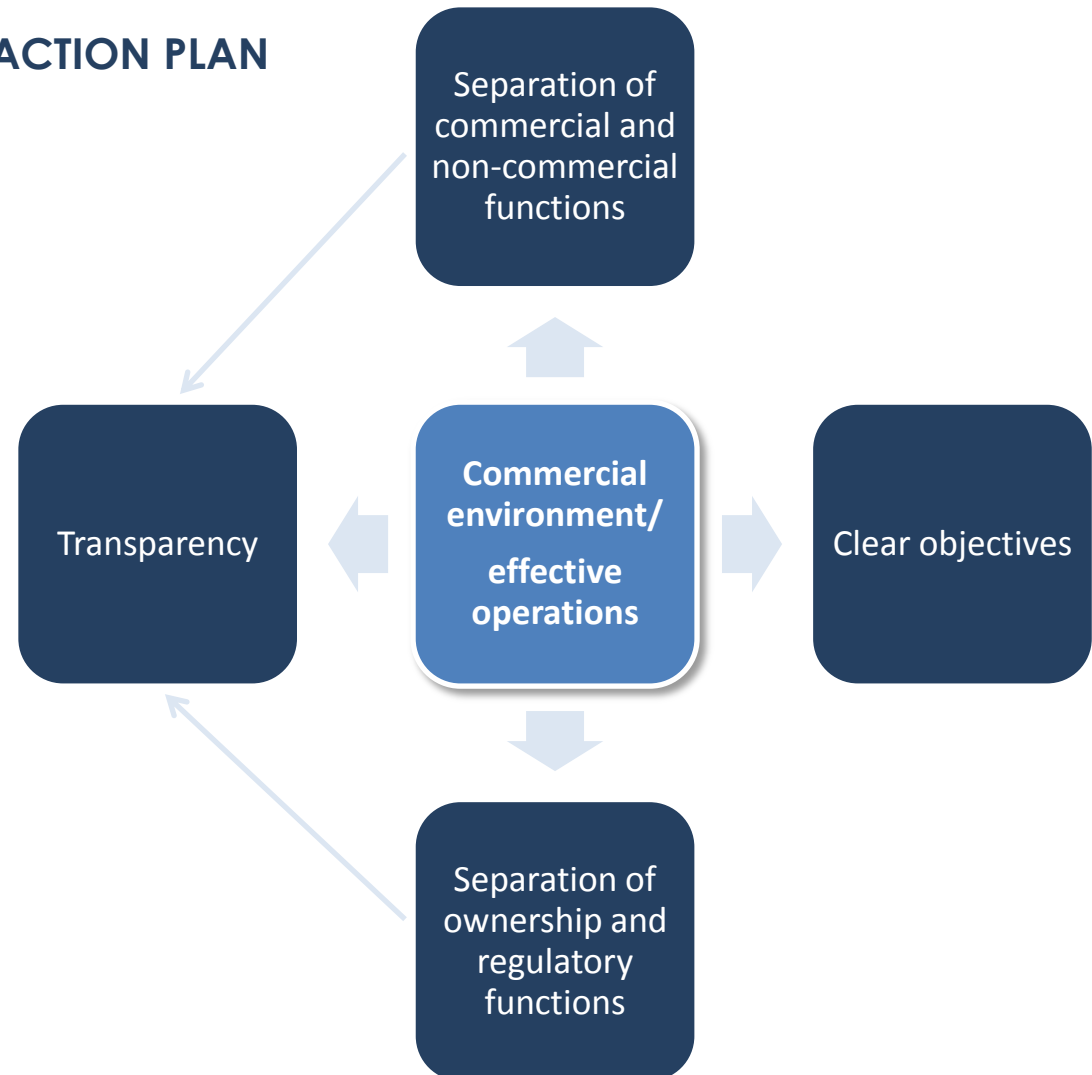 ACTION PLAN
Separation of
commercial and
non-commercial
functions
Transparency
Commercial
environment/
effective
operations
Clear objectives
Separation of
ownership and
regulatory
functions